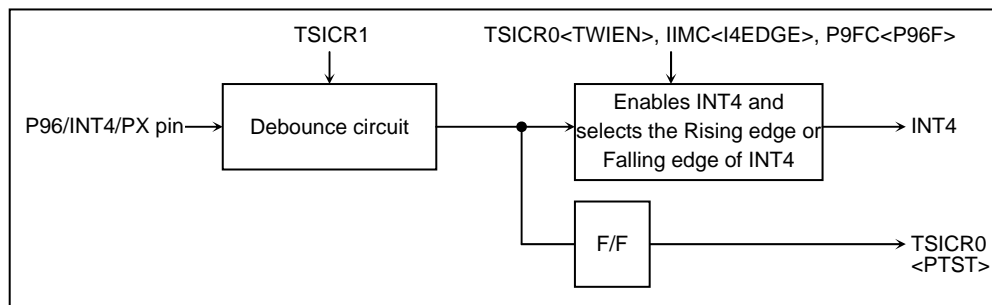 TSICR1
TSICR0<TWIEN>, IIMC<I4EDGE>, P9FC<P96F>
P96/INT4/PX pin
Debounce circuit
Enables INT4 and
selects the Rising edge or
Falling edge of INT4
INT4
F/F
TSICR0
<PTST>